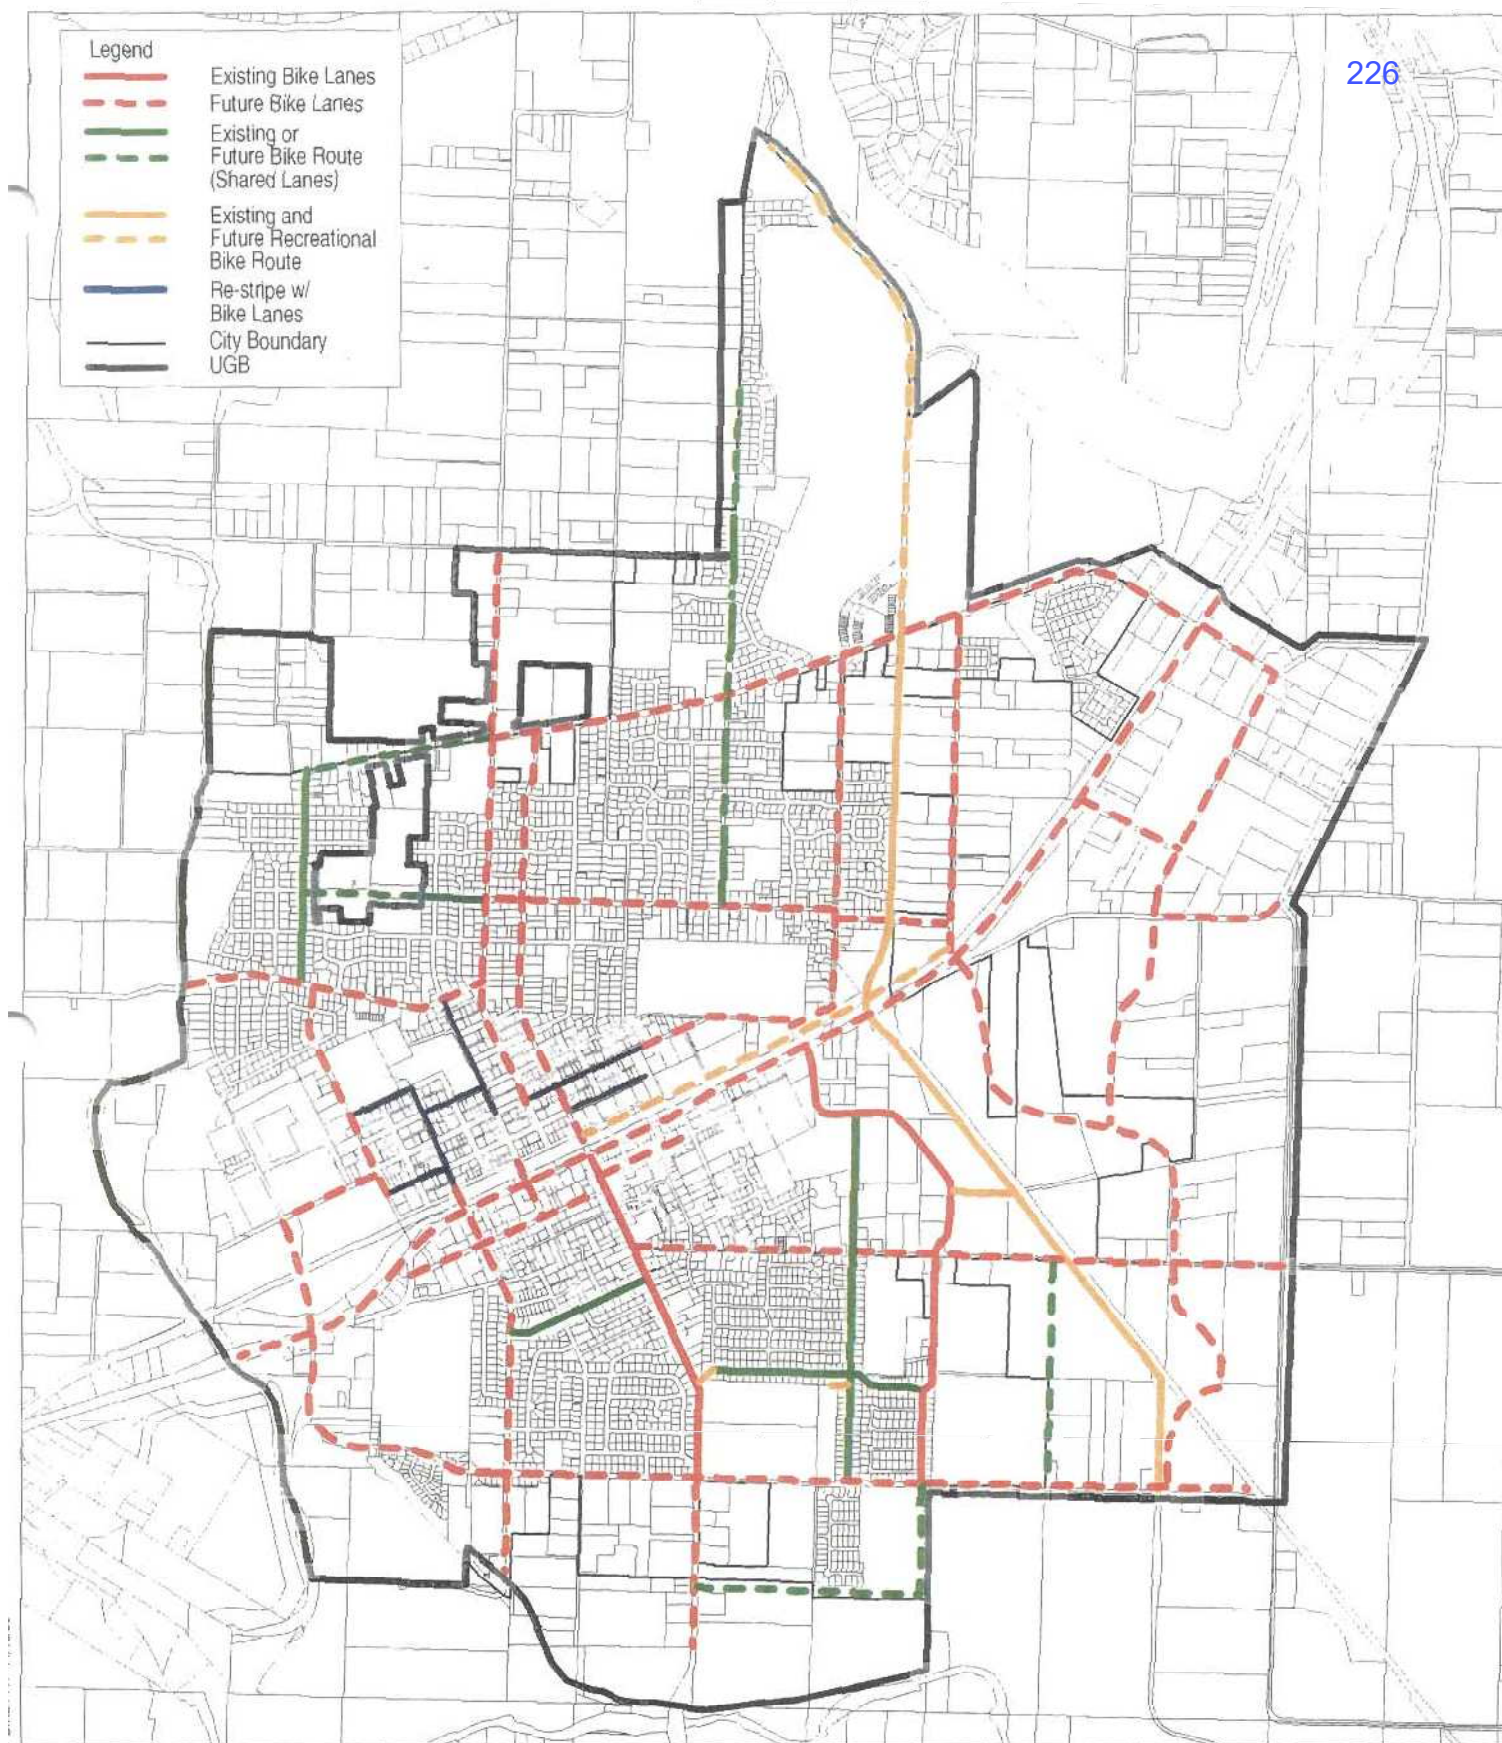 226
Legend
Existing Bike Lanes
Future Bike Lanes
Existing or
Future Bike Route
(Shared Lanes)
Existing and
Future Recreational
Bike Route
Re-stripe w/
Bike Lanes
City Boundary
UGB